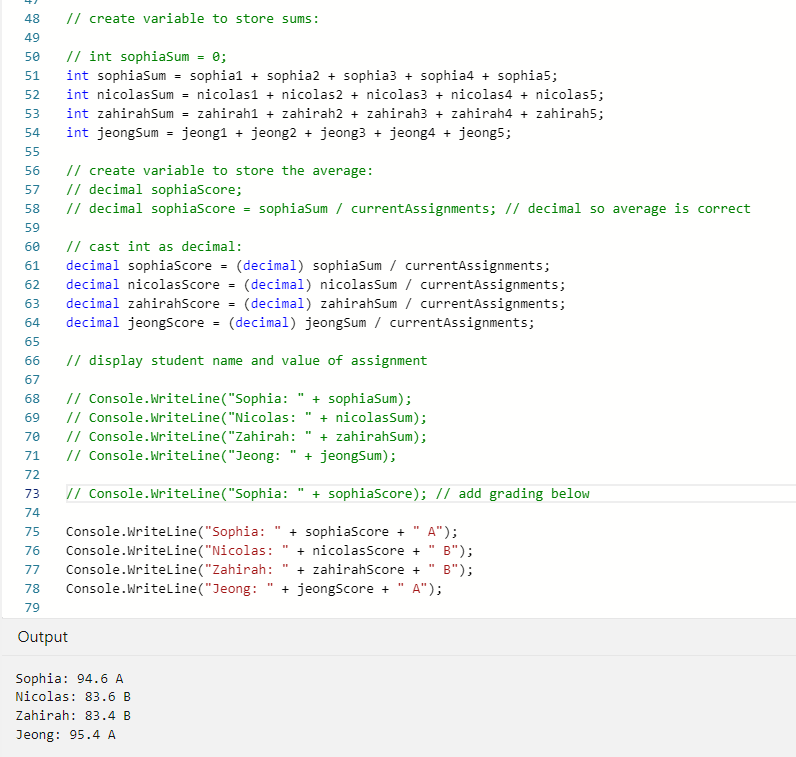 47
48 // create variable to store sums:
49
50 // int sophiaSum = 0;
51 int sophiaSum = sophia1 + sophia2 + sophia3 + sophia4 + sophia5;
52 int nicolasSum = nicolas1 + nicolas2 + nicolas3 + nicolas4 + nicolas5;
53 int zahirahSum = zahirah1 + zahirah2 + zahirah3 + zahirah4 + zahirah5;
54 int jeongSum = jeong1 + jeong2 + jeong3 + jeong4 + jeong5;
55
56 // create variable to store the average:
57 // decimal sophiaScore;
58 // decimal sophiaScore = sophiaSum / currentAssignments; // decimal so average is correct
59
60 // cast int as decimal:
61 decimal sophiaScore = (decimal) sophiaSum / currentAssignments;
62 decimal nicolasScore = (decimal) nicolasSum / currentAssignments;
63 decimal zahirahScore = (decimal) zahirahSum / currentAssignments;
64 decimal jeongScore = (decimal) jeongSum / currentAssignments;
65
66 // display student name and value of assignment
67
68 // Console.WriteLine("Sophia: " + sophiaSum);
69 // Console.WriteLine("Nicolas: " + nicolasSum);
70 // Console.WriteLine("Zahirah: " + zahirahSum);
71 // Console.WriteLine("Jeong: " + jeongSum);
72
73 // Console.WriteLine("Sophia: " + sophiaScore); // add grading below
74
75 Console.WriteLine("Sophia: " + sophiaScore + " A");
76 Console.WriteLine("Nicolas: " + nicolasScore + " B");
77 Console.WriteLine("Zahirah: " + zahirahScore + " B");
78 Console.WriteLine("Jeong: " + jeongScore + " A");
79
Output
Sophia: 94.6 A
Nicolas: 83.6 B
Zahirah: 83.4 B
Jeong: 95.4 A